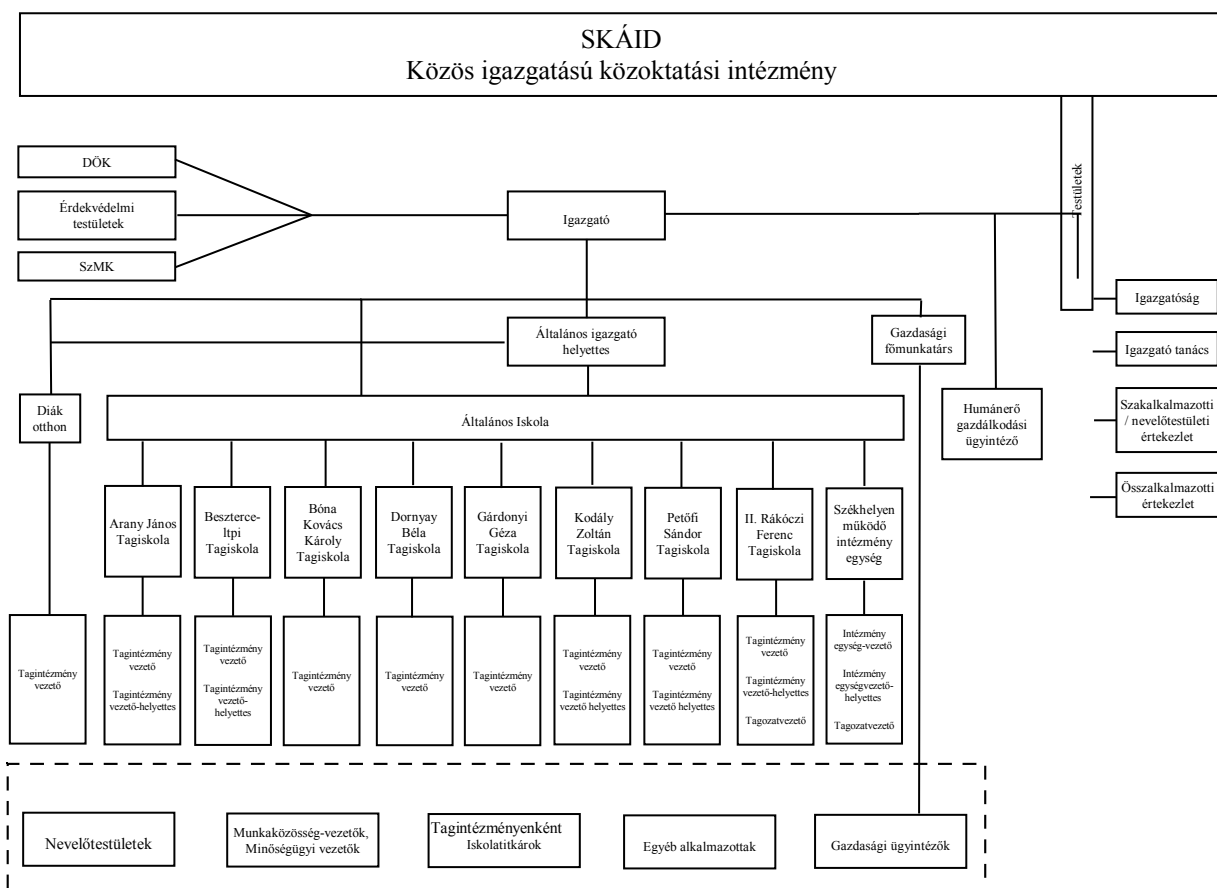 SKÁID
Közös igazgatású közoktatási intézmény
Testületek
DÖK
Érdekvédelmi
testületek
SzMK
Igazgató
Igazgatóság
Igazgató tanács
Szakalkalmazotti
/ nevelőtestületi
értekezlet
Összalkalmazotti
értekezlet
Általános igazgató
helyettes
Gazdasági
főmunkatárs
Humánerő
gazdálkodási
ügyintéző
Diák
otthon
Általános Iskola
Arany János
Tagiskola
Beszterce-
ltpi
Tagiskola
Bóna
Kovács
Károly
Tagiskola
Dornyay
Béla
Tagiskola
Gárdonyi
Géza
Tagiskola
Kodály
Zoltán
Tagiskola
Petőfi
Sándor
Tagiskola
II. Rákóczi
Ferenc
Tagiskola
Székhelyen
működő
intézmény
egység
Tagintézmény
vezető
Tagintézmény
vezető
Tagintézmény
vezető-helyettes
Tagintézmény
vezető
Tagintézmény
vezető-
helyettes
Tagintézmény
vezető
Tagintézmény
vezető
Tagintézmény
vezető
Tagintézmény
vezető
Tagintézmény
vezető helyettes
Tagintézmény
vezető
Tagintézmény
vezető helyettes
Tagintézmény
vezető
Tagintézmény
vezető-helyettes
Tagozatvezető
Intézmény
egység-vezető
Intézmény
egységvezető-
helyettes
Tagozatvezető
Nevelőtestületek
Munkaközösség-vezetők,
Minőségügyi vezetők
Tagintézményenként
Iskolatitkárok
Egyéb alkalmazottak
Gazdasági ügyintézők